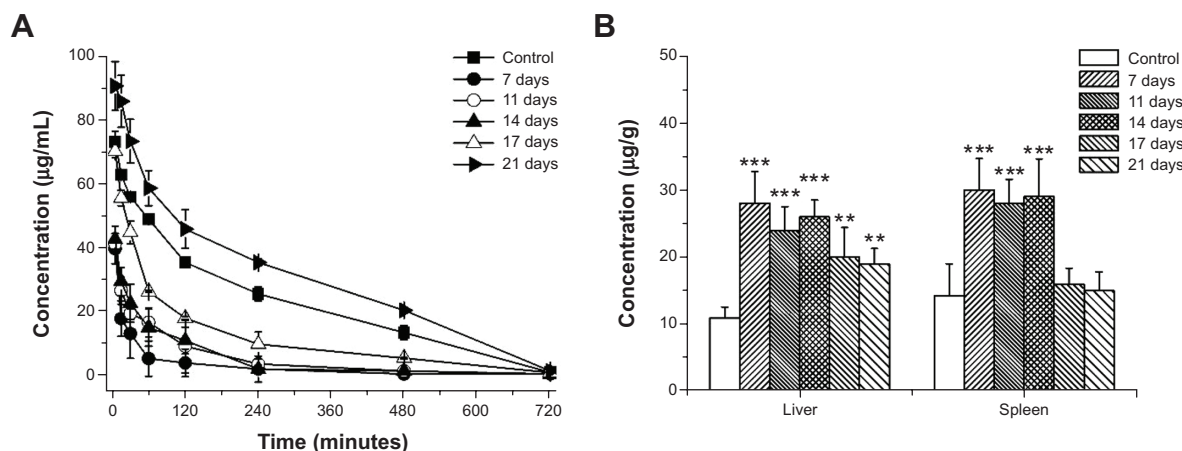 A
Concentration (µg/mL)
100
80
60
40
20
0
0 120 240 360 480 600 720
Time (minutes)
Control
7 days
11 days
14 days
17 days
21 days
B
Concentration (µg/g)
50
40
30
20
10
0
Liver Spleen
*** *** *** ** **
*** *** ***
Control
7 days
11 days
14 days
17 days
21 days